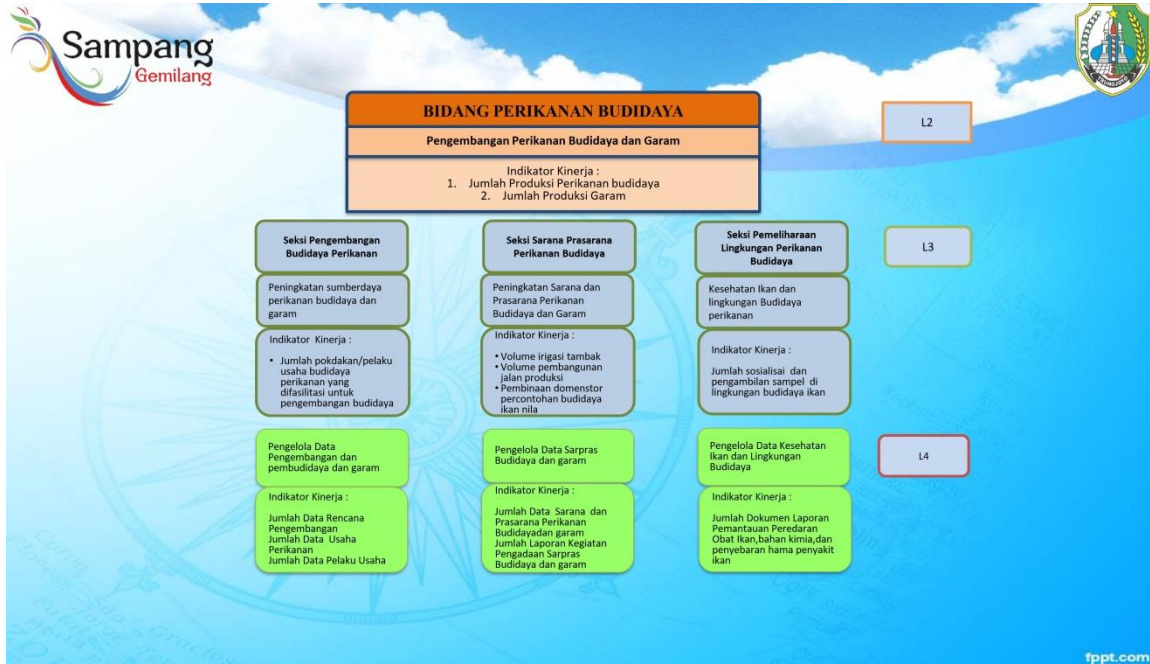 Sampang
Gemilang
BIDANG PERIKANAN BUDIDAYA
L2
Pengembangan Perikanan Budidaya dan Garam
Indikator Kinerja :
1. Jumlah Produksi Perikanan budidaya
2. Jumlah Produksi Garam
Seksi Pengembangan
Budidaya Perikanan
Seksi Sarana Prasarana
Perikanan Budidaya
Seksi Pemeliharaan
Lingkungan Perikanan
Budidaya
L3
Peningkatan sumberdaya
perikanan budidaya dan
garam
Peningkatan Sarana dan
Prasarana Perikanan
Budidaya dan Garam
Kesehatan Ikan dan
lingkungan Budidaya
perikanan
Indikator Kinerja :
• Jumlah pokdakan/pelaku
usaha budidaya
perikanan yang
difasilitasi untuk
pengembangan budidaya
Indikator Kinerja :
• Volume irigasi tambak
• Volume pembangunan
jalan produksi
• Pembinaan domenstor
percontohan budidaya
ikan nila
Indikator Kinerja :
Jumlah sosialisai dan
pengambilan sampel di
lingkungan budidaya ikan
Pengelola Data
Pengembangan dan
pembudidaya dan garam
Pengelola Data Sarpras
Budidaya dan garam
Pengelola Data Kesehatan
Ikan dan Lingkungan
Budidaya
L4
Indikator Kinerja :
Jumlah Data Rencana
Pengembangan
Jumlah Data Usaha
Perikanan
Jumlah Data Pelaku Usaha
Indikator Kinerja :
Jumlah Data Sarana dan
Prasarana Perikanan
Budidayadan garam
Jumlah Laporan Kegiatan
Pengadaan Sarpras
Budidaya dan garam
Indikator Kinerja :
Jumlah Dokumen Laporan
Pemantauan Peredaran
Obat Ikan,bahan kimia,dan
penyebaran hama penyakit
ikan
fppt.com